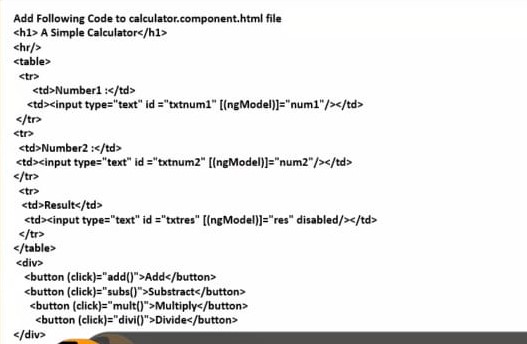 Add Following Code to calculator.component.html file
<h1> A Simple Calculator</h1>
<hr/>
<table>
<tr>
<td>Number1 :</td>
<td><input type="text" id ="txtnum1" [(ngModel)]="num1"/></td>
</tr>
<tr>
<td>Number2 :</td>
<td><input type="text" id ="txtnum2" [(ngModel)]="num2"/></td>
</tr>
<tr>
<td>Result</td>
<td><input type="text" id ="txtres" [(ngModel)]="res" disabled/></td>
</tr>
</table>
<div>
<button (click)="add()">Add</button>
<button (click)="subs()">Substract</button>
<button (click)="mult()">Multiply</button>
<button (click)="divi()">Divide</button>
</div>